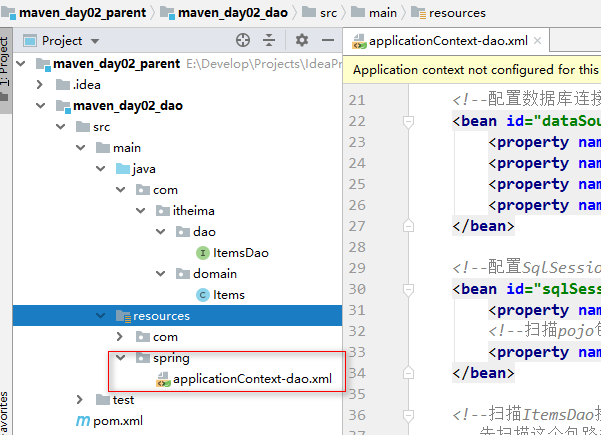 maven_day02_parent maven_day02_dao src main resources
1: Project
Project
applicationContext-dao.xml
maven_day02_parent E:\Develop\Projects\IdeaPr
Application context not configured for this
.idea
maven_day02_dao
src
main
java
com
itheima
dao
ItemsDao
domain
Items
resources
com
spring
applicationContext-dao.xml
test
pom.xml
avorites
21 <!--配置数据库连接
22 <bean id="dataSou
23 <property nam
24 <property nam
25 <property nam
26 <property nam
27 </bean>
28
29 <!--配置SqlSessio
30 <bean id="sqlSess
31 <property nam
32 <!--扫描pojo包
33 <property nam
34 </bean>
35
36 <!--扫描ItemsDao接